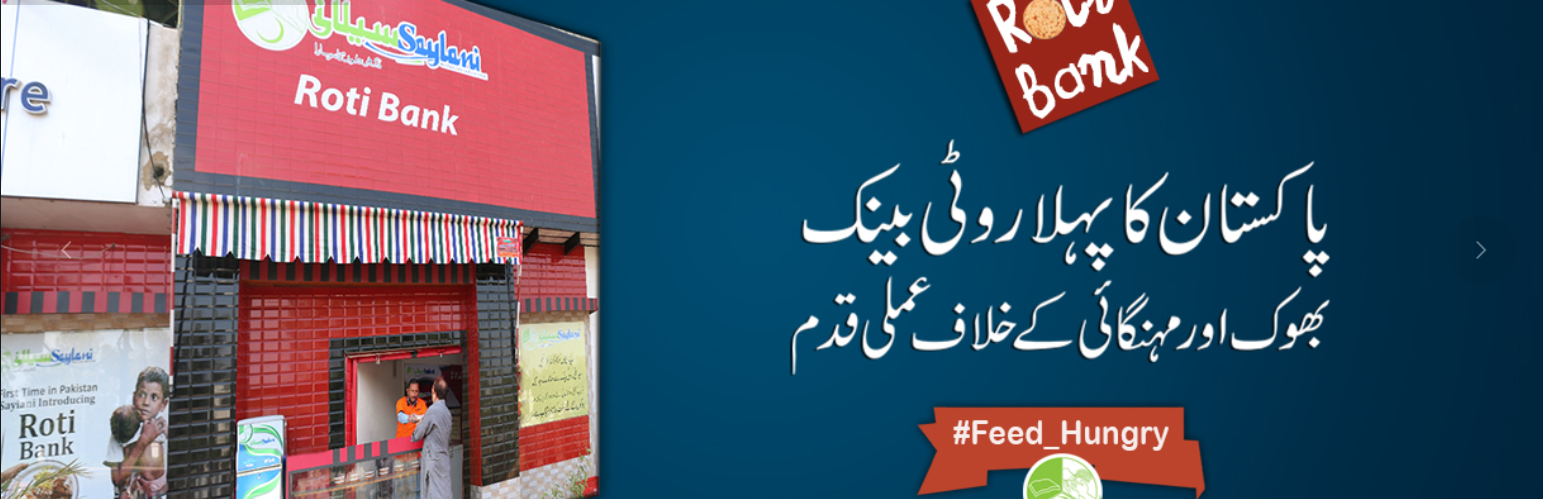 re
سیلانی Saylani
Roti Bank
Saylani
First Time in Pakistan
Saylani Introducing
Roti
Bank
Roti
Bank
پاکستان کا پہلا روٹی بینک
بھوک اور مہنگائی کے خلاف عملی قدم
#Feed_Hungry